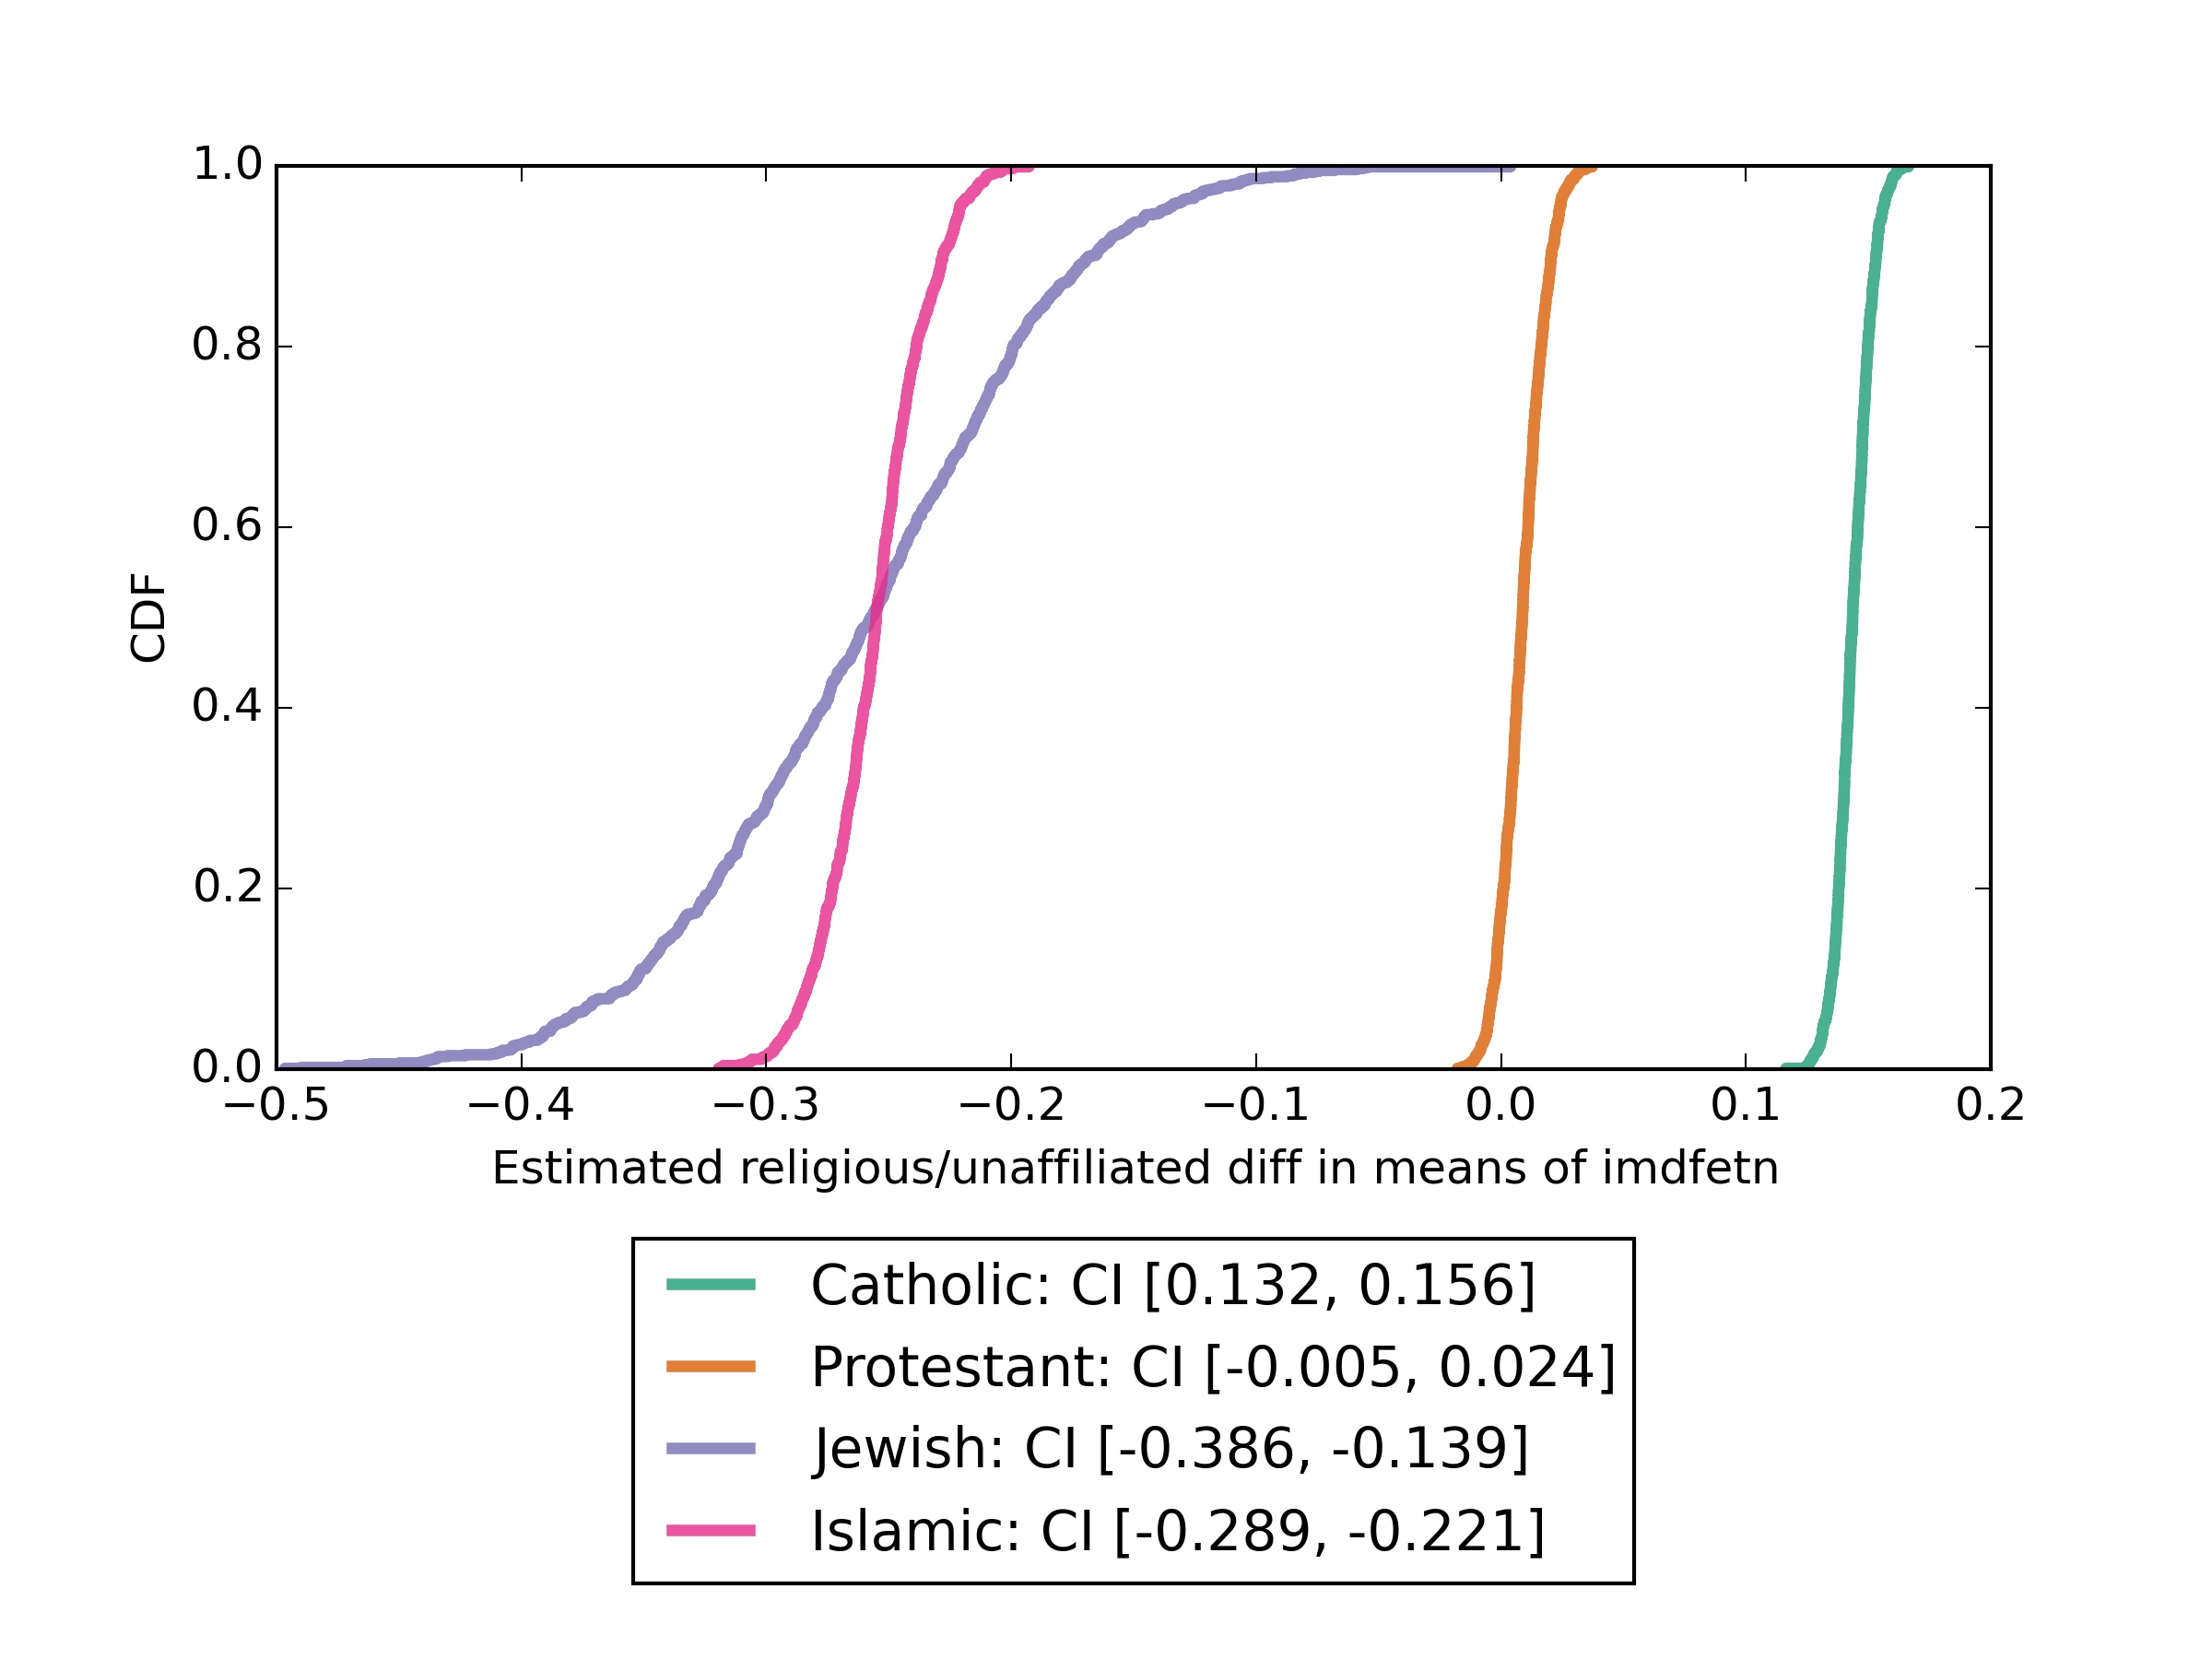 1.0
0.8
0.6
0.4
0.2
0.0
CDF
−0.5 −0.4 −0.3 −0.2 −0.1 0.0 0.1 0.2
Estimated religious/unaffiliated diff in means of imdfetn
Catholic: CI [0.132, 0.156]
Protestant: CI [-0.005, 0.024]
Jewish: CI [-0.386, -0.139]
Islamic: CI [-0.289, -0.221]